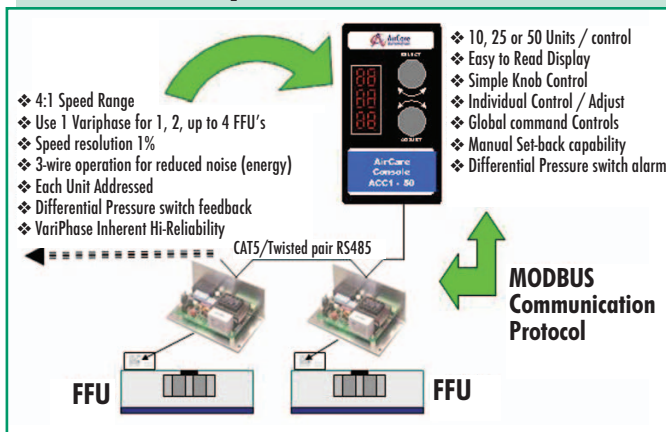 AirCare
Automation
SELECT
ADJUST
AirCare
Console
ACC1 - 50
❖ 10, 25 or 50 Units / control
❖ Easy to Read Display
❖ Simple Knob Control
❖ Individual Control / Adjust
❖ Global command Controls
❖ Manual Set-back capability
❖ Differential Pressure switch alarm
❖ 4:1 Speed Range
❖ Use 1 Variphase for 1, 2, up to 4 FFU's
❖ Speed resolution 1%
❖ 3-wire operation for reduced noise (energy)
❖ Each Unit Addressed
❖ Differential Pressure switch feedback
❖ VariPhase Inherent Hi-Reliability
CAT5/Twisted pair RS485
MODBUS
Communication
Protocol
FFU
FFU